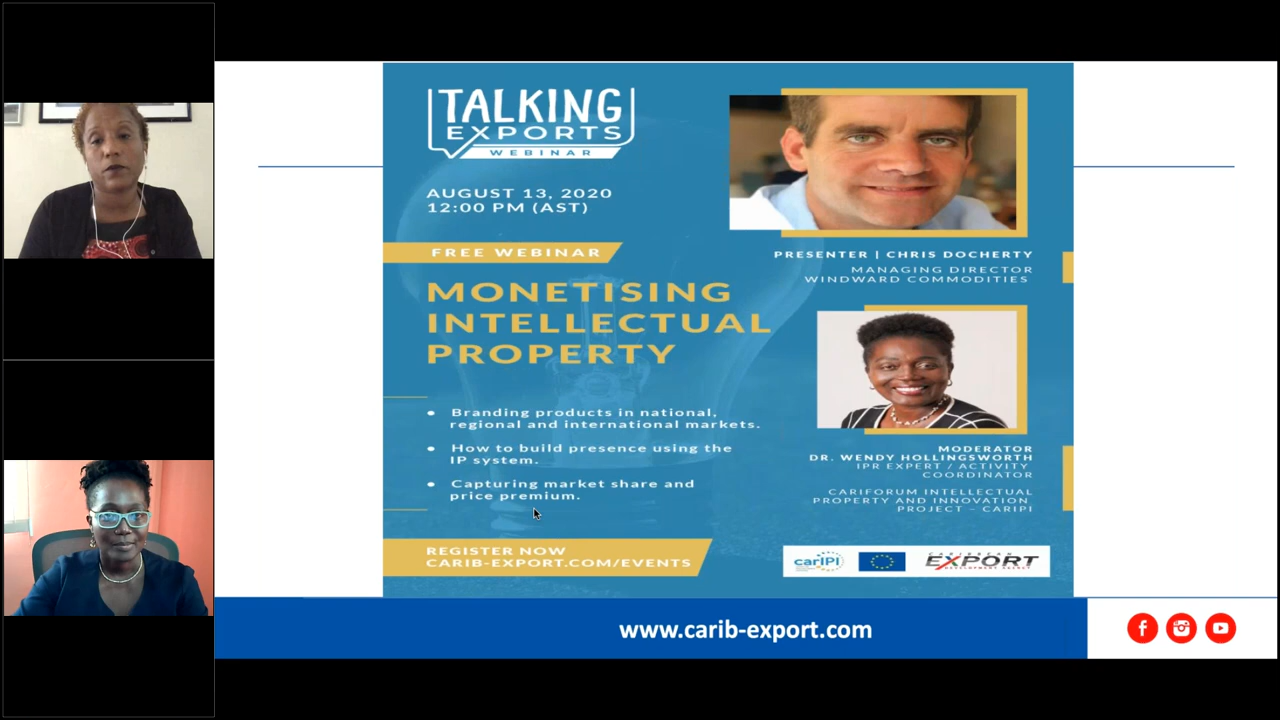 TALKING
EXPORTS
WEBINAR
AUGUST 13, 2020
12:00 PM (AST)
FREE WEBINAR
MONETISING
INTELLECTUAL
PROPERTY
• Branding products in national,
regional and international markets.
• How to build presence using the
IP system.
• Capturing market share and
price premium.
REGISTER NOW
CARIB-EXPORT.COM/EVENTS
PRESENTER | CHRIS DOCHERTY
MANAGING DIRECTOR
WINDWARD COMMODITIES
MODERATOR
DR. WENDY HOLLINGSWORTH
IPR EXPERT / ACTIVITY
COORDINATOR
CARIFORUM INTELLECTUAL
PROPERTY AND INNOVATION
PROJECT – CARIPI
carIPI
CARIBBEAN
EXPORT
DEVELOPMENT AGENCY
www.carib-export.com